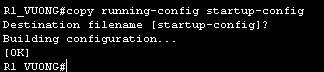 R1_VUONG#copy running-config startup-config
Destination filename [startup-config]?
Building configuration...
[OK]
R1_VUONG#